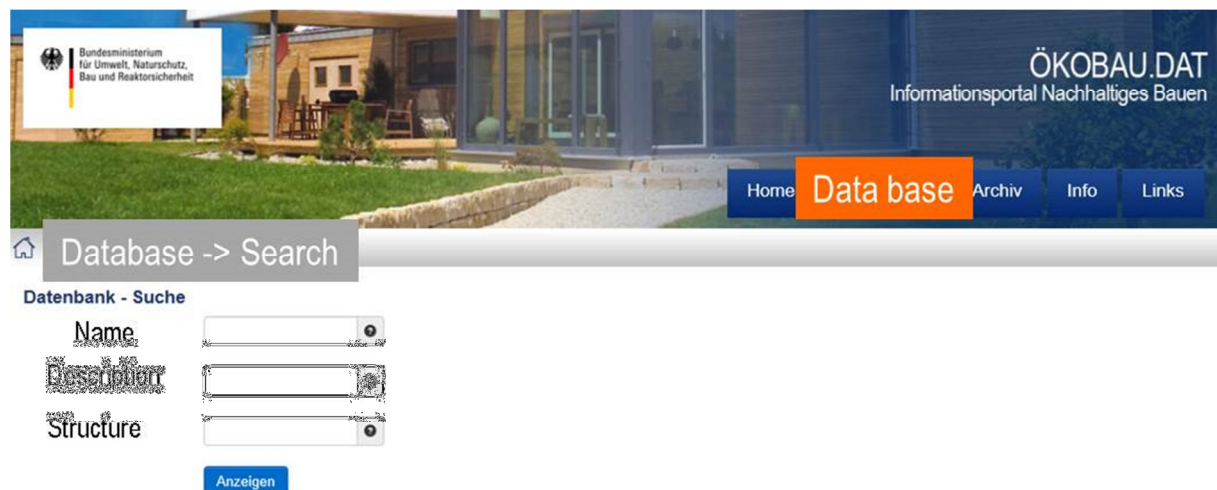 Bundesministerium
für Umwelt, Naturschutz,
Bau und Reaktorsicherheit
ÖKOBAU.DAT
Informationsportal Nachhaltiges Bauen
Home Data base Archiv Info Links
Database -> Search
Datenbank - Suche
Name
Description
Structure
Anzeigen